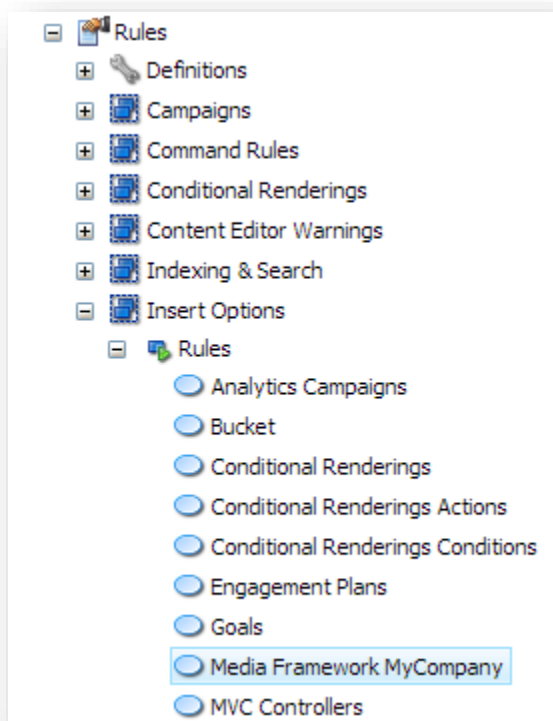 Rules
Definitions
Campaigns
Command Rules
Conditional Renderings
Content Editor Warnings
Indexing & Search
Insert Options
Rules
Analytics Campaigns
Bucket
Conditional Renderings
Conditional Renderings Actions
Conditional Renderings Conditions
Engagement Plans
Goals
Media Framework MyCompany
MVC Controllers